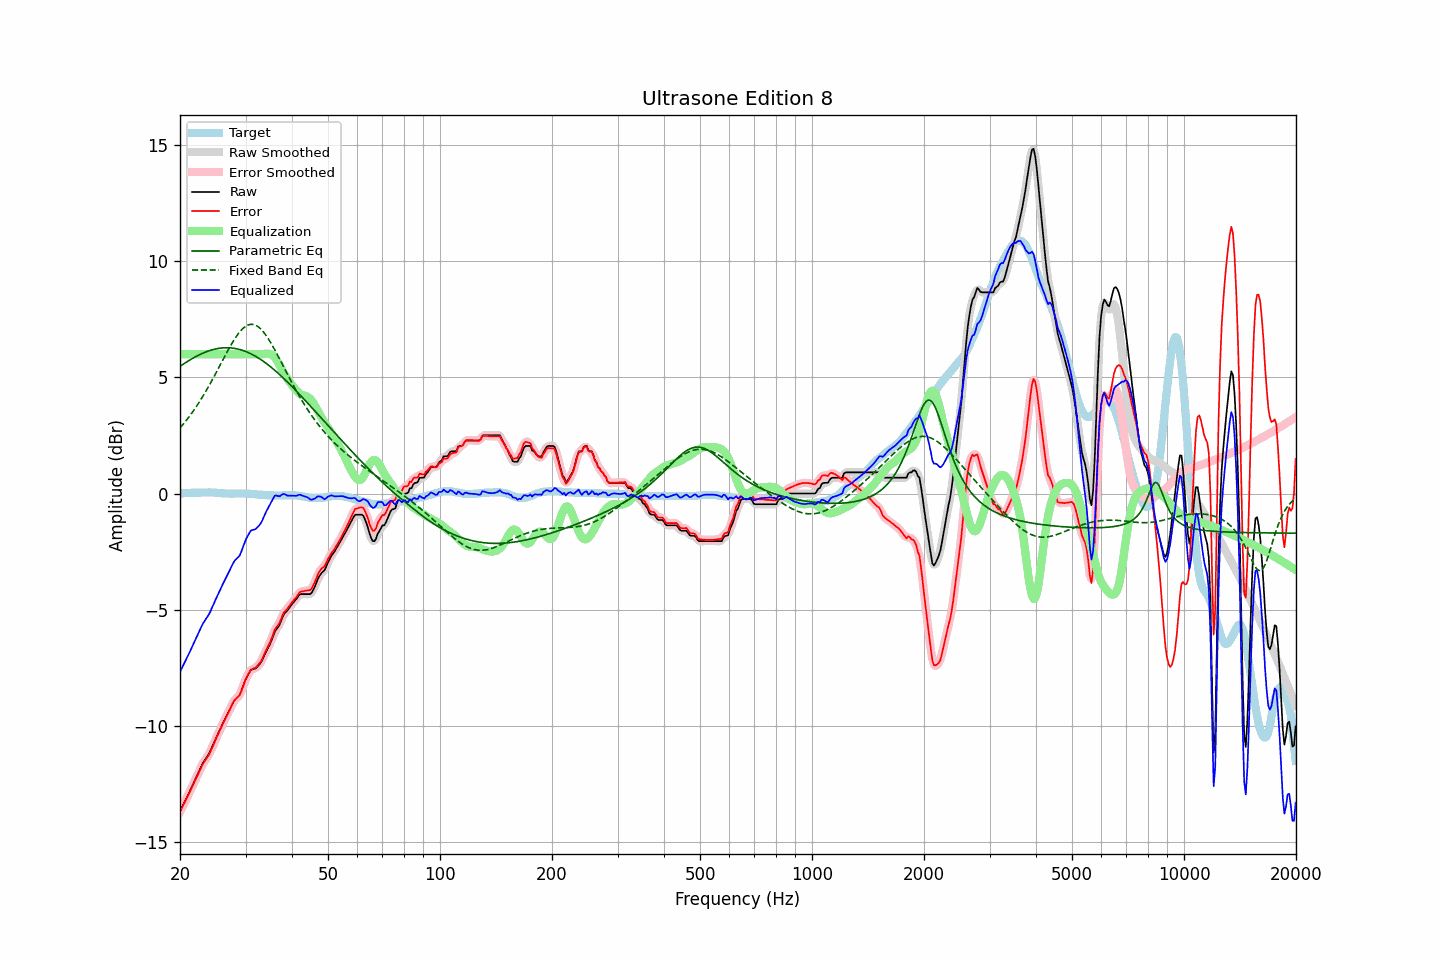 Ultrasone Edition 8
Target
Raw Smoothed
Error Smoothed
Raw
Error
Equalization
Parametric Eq
Fixed Band Eq
Equalized
15
10
5
0
−5
−10
−15
Amplitude (dBr)
20 50 100 200 500 1000 2000 5000 10000 20000
Frequency (Hz)